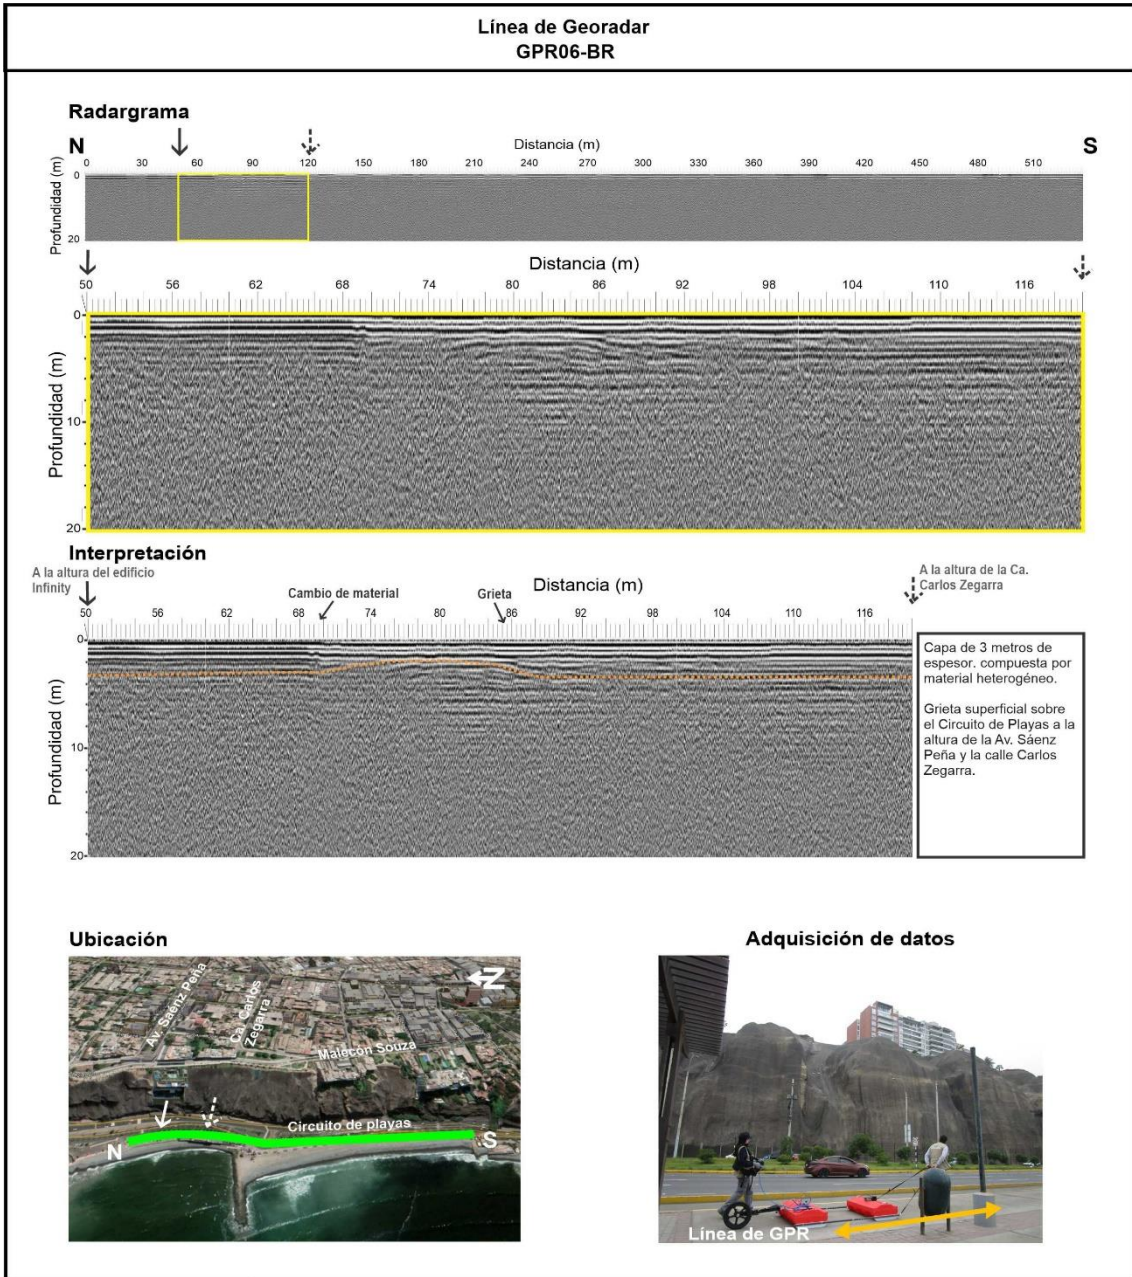 Línea de Georadar
GPR06-BR
Radargrama
N
S
Distancia (m)
0 30 60 90 120 150 180 210 240 270 300 330 360 390 420 450 480 510
Profundidad (m)
0
20
Distancia (m)
50 56 62 68 74 80 86 92 98 104 110 116
Profundidad (m)
0
10
20
Interpretación
A la altura del edificio
Infinity
Cambio de material
Grieta
Distancia (m)
A la altura de la Ca.
Carlos Zegarra
50 56 62 68 74 80 86 92 98 104 110 116
Profundidad (m)
0
10
20
Capa de 3 metros de
espesor. compuesta por
material heterogéneo.
Grieta superficial sobre
el Circuito de Playas a la
altura de la Av. Sáenz
Peña y la calle Carlos
Zegarra.
Ubicación
Av. Saénz Peña
Ca. Carlos
Zegarra
Malecón Souza
Z
Circuito de playas
N
S
Adquisición de datos
Línea de GPR